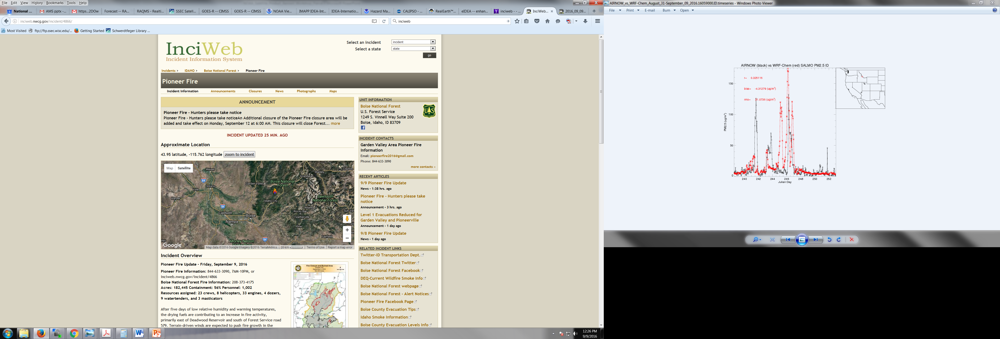 File Edit View History Bookmarks Tools Help
National ...
AMS pptx -...
https...2DOw
Forecast -- RA...
RAQMS - Realti...
SSEC Satell...
GOES-R -- CIMSS
GOES-R -- CIMSS
NOAA Vie...
IMAPP IDEA-Int...
IDEA-Internatio...
Hazard Ma...
CALIPSO - ...
RealEarth™...
eIDEA -- enhan...
inciweb - - ...
InciWeb...
2016_09_09...
inciweb.nwcg.gov/incident/4866/
inciweb
Most Visited ftp://ftp.ssec.wisc.edu/... Getting Started Schwerdtfeger Library ...
InciWeb
Incident Information System
Select an incident incident
Select a state state
go
Incidents > IDAHO > Boise National Forest > Pioneer Fire
Pioneer Fire
Incident Information Announcements Closures News Photographs Maps
ANNOUNCEMENT
Pioneer Fire - Hunters please take notice
Pioneer Fire - Hunters please take noticeAn Additional closure of the Pioneer Fire closure area will be
added and take effect on Monday, September 12 at 6:00 AM. This closure will close Forest... more
INCIDENT UPDATED 25 MIN. AGO
Approximate Location
43.95 latitude, -115.762 longitude zoom to incident
Map Satellite
Weiser
Stanley
Clayton
Grandjean
84
Garden Valley
Boise National
Forest
Ontario
Vale
Harper
Idaho City
Sawtooth
National Forest
84
Atlanta
Caldwell
Boise
Rocky Bar
Sun Val
Nampa
Featherville
Pine
Fairfield
84
Morley Nelson
Google
Map data ©2016 Google Imagery ©2016 TerraMetrics 20 km Terms of Use Report a map error
Incident Overview
Pioneer Fire Update - Friday, September 9, 2016
Pioneer Fire Information: 844-633-3090, 7AM-10PM, or
inciweb.nwcg.gov/incident/4866
Boise National Forest Fire Information: 208-373-4175
Acres: 182,445 Containment: 56% Personnel: 1,002
Resources assigned: 23 crews, 8 helicopters, 33 engines, 4 dozers,
9 watertenders, and 3 masticators
After five days of low relative humidity and warming temperatures,
the drying fuels are contributing to an increase in fire activity,
primarily east of Deadwood Reservoir and south of Forest Service road
579. Terrain-driven winds are expected to push fire growth in the
Fire Closure and Burned Area
UNIT INFORMATION
Boise National Forest
U.S. Forest Service
1249 S. Vinnell Way Suite 200
Boise, Idaho, ID 83709
UAS
INCIDENT CONTACTS
Garden Valley Area Pioneer Fire
Information
Email: pioneerfire2016@gmail.com
Phone: 844-633-3090
more contacts »
RECENT ARTICLES
9/9 Pioneer Fire Update
News - 1:38 hrs. ago
Pioneer Fire - Hunters please take
notice
Announcement - 3 hrs. ago
Level 1 Evacuations Reduced for
Garden Valley and Pioneerville
Announcement - 1 day ago
9/8 Pioneer Fire Update
News - 1 day ago
RELATED INCIDENT LINKS
Twitter-ID Transportation Dept.
Boise National Forest Twitter
Boise National Forest Facebook
DEQ-Current Wildfire Smoke Info
Boise National Forest webpage
Boise National Forest - Alert Notices
Pioneer Fire Facebook Page
Boise County Evacuation Tips
Idaho Smoke Information
Boise County Evacuation Levels Info
12:26 PM
9/9/2016
AIRNOW_vs_WRF-Chem_August_31-September_09_2016.16059000.ID.timeseries - Windows Photo Viewer
File Print E-mail Burn Open
AIRNOW (black) vs WRF-Chem (red) SALMO PM2.5 ID
r= 0.325116
bias= -4.31279 (ug/m³)
rms= 31.0736 (ug/m³)
PM2.5 (ug/m³)
150
100
50
0
240 242 244 246 248 250 252
Julian Day